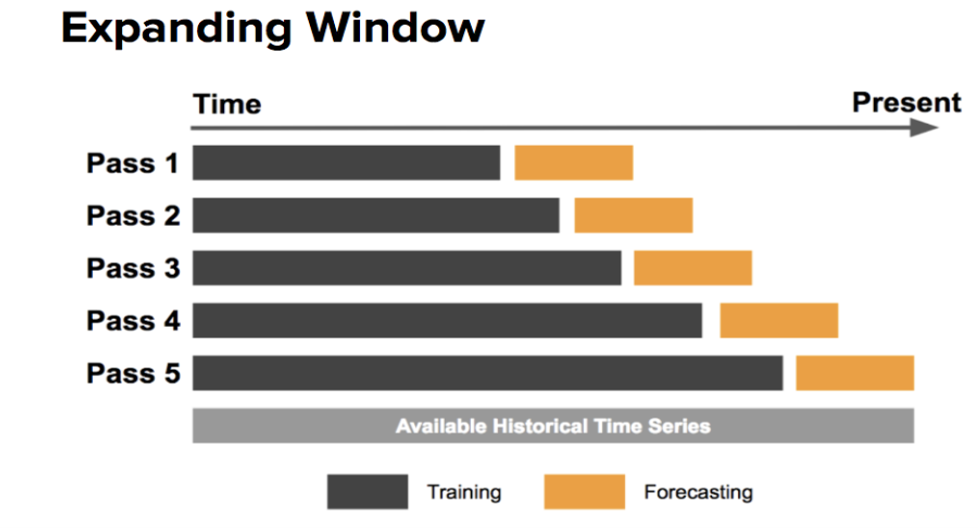 Expanding Window
Time
Present
Pass 1
Pass 2
Pass 3
Pass 4
Pass 5
Available Historical Time Series
Training
Forecasting